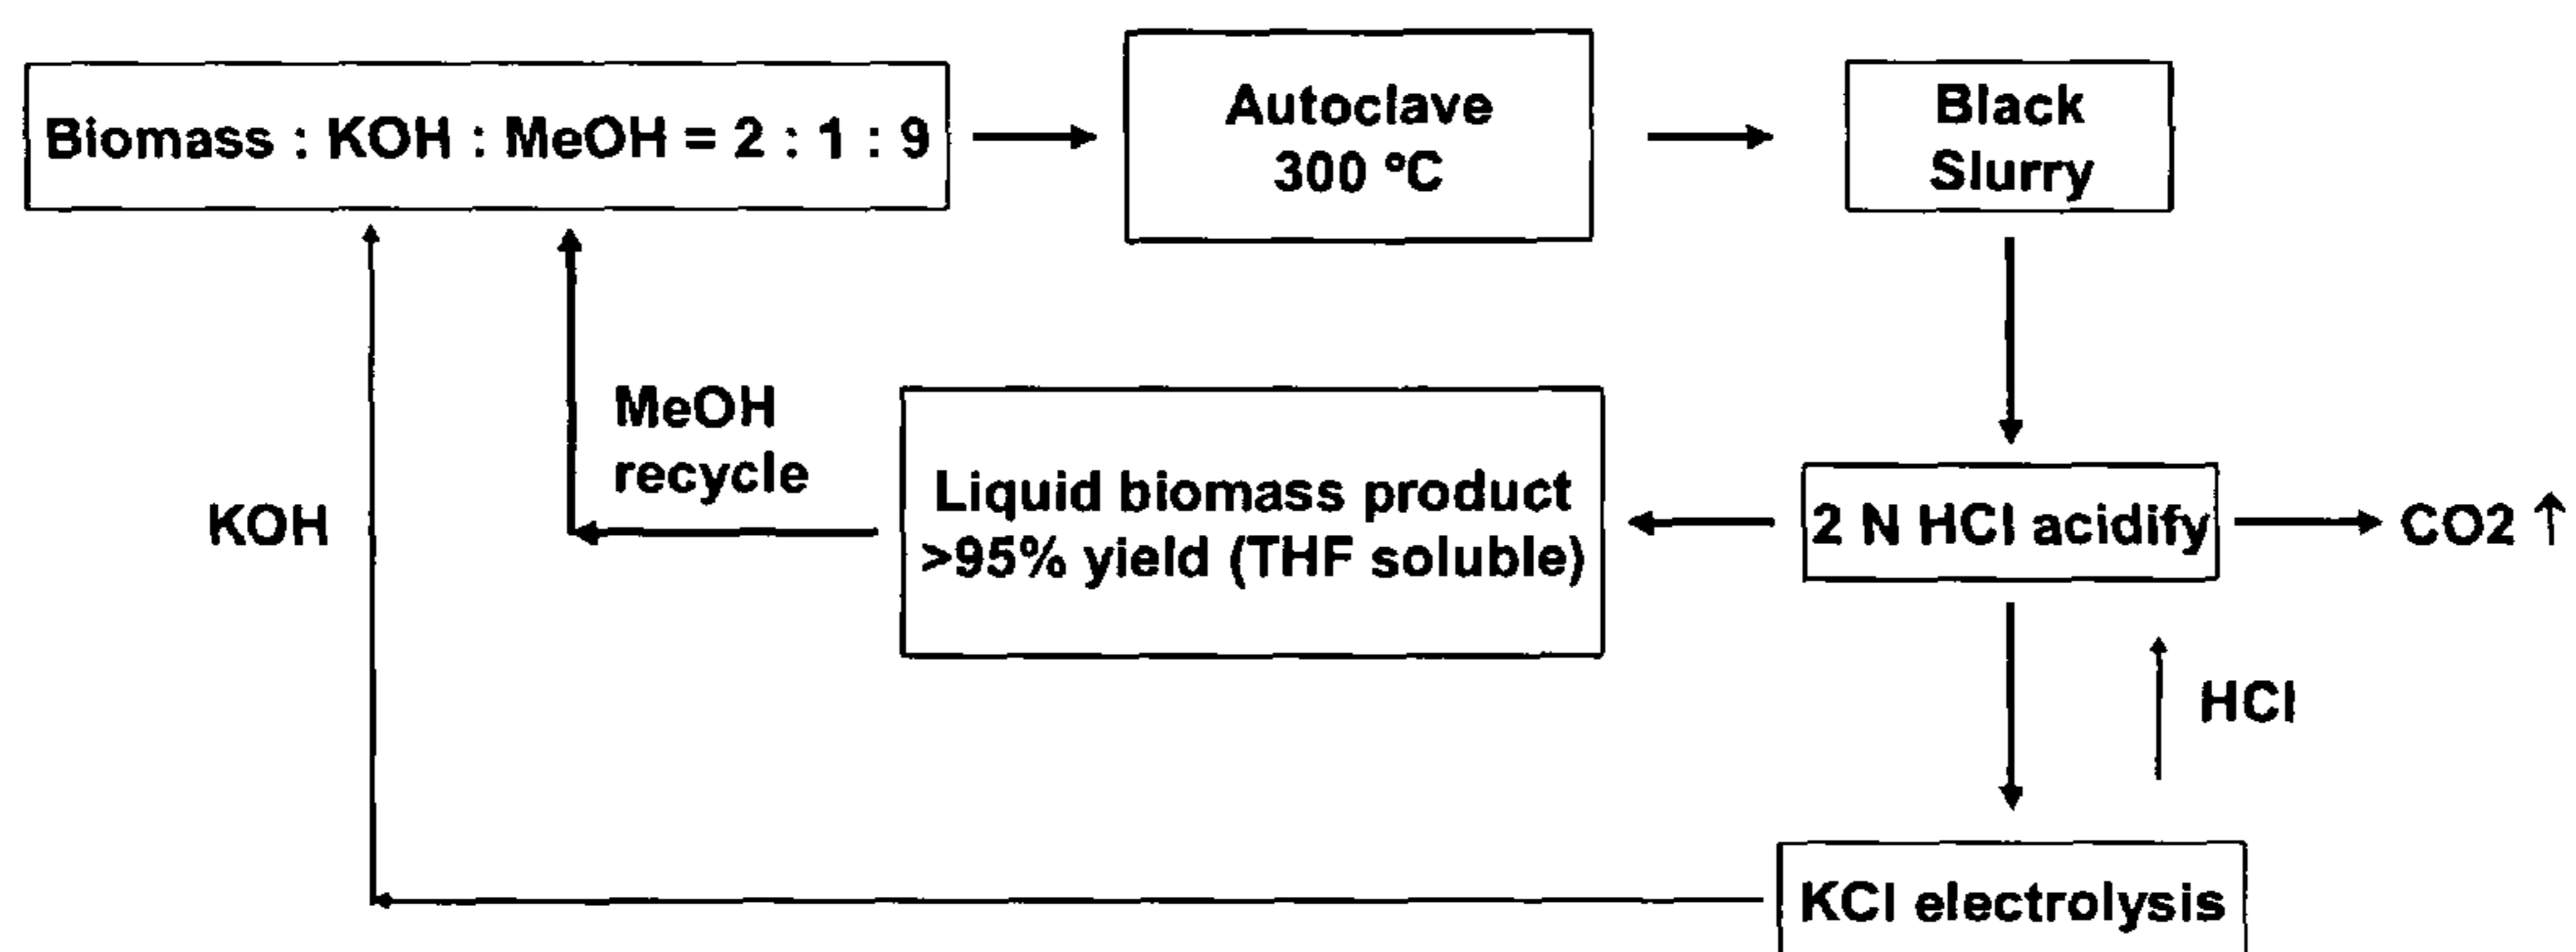 Biomass : KOH : MeOH = 2 : 1 : 9
Autoclave
300 ºC
Black
Slurry
MeOH
recycle
KOH
Liquid biomass product
>95% yield (THF soluble)
2 N HCl acidify
CO2 ↑
HCl
KCl electrolysis